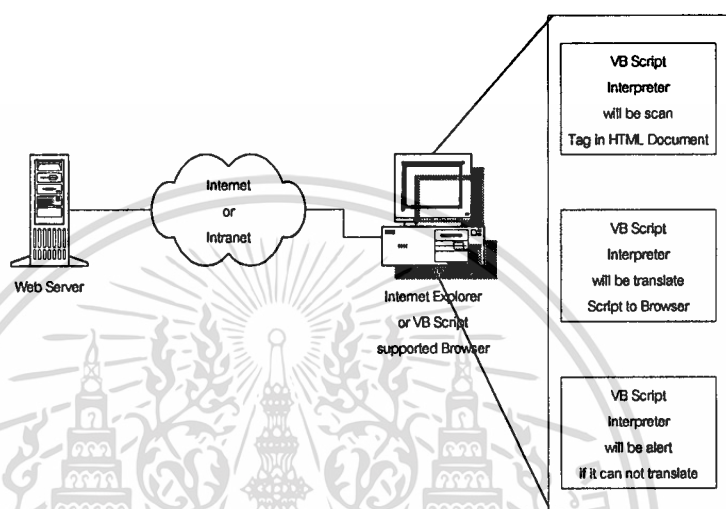 VB Script
Interpreter
will be scan
Tag in HTML Document
Internet
or
Intranet
Web Server
VB Script
Interpreter
will be translate
Script to Browser
Internet Explorer
or VB Script
supported Browser
VB Script
Interpreter
will be alert
if it can not translate